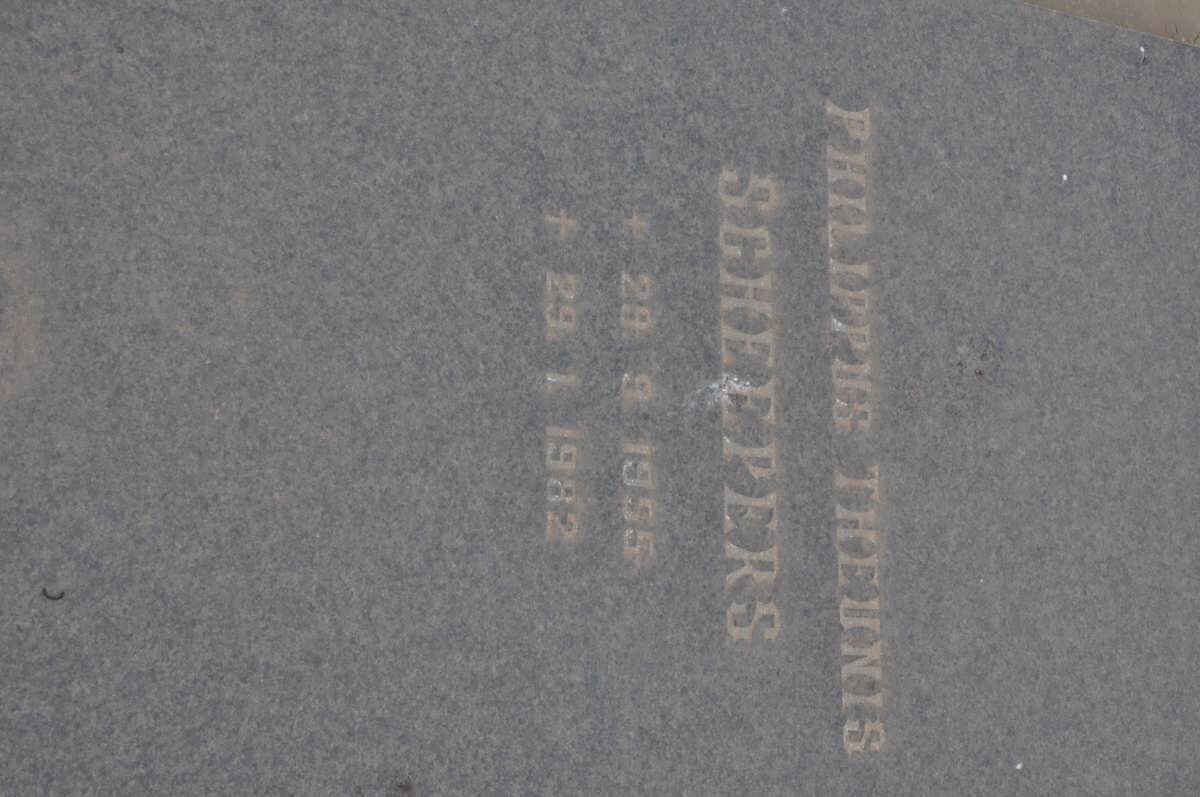 PHILIPPUS THEUNIS
SCHEEPERS
* 28 9 1935
+ 29 1 1982